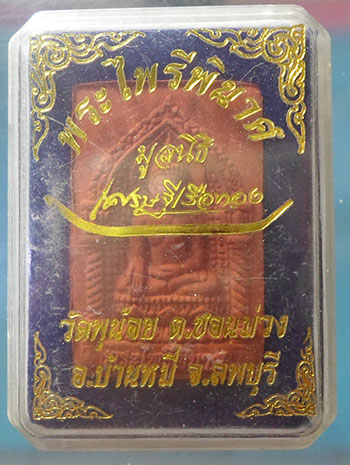 พระไพรีพินาศ
มูลนิธิ
เศรษฐีเรือทอง
วัดพุน้อย ต.ชอนม่วง
อ.บ้านหมี่ จ.ลพบุรี